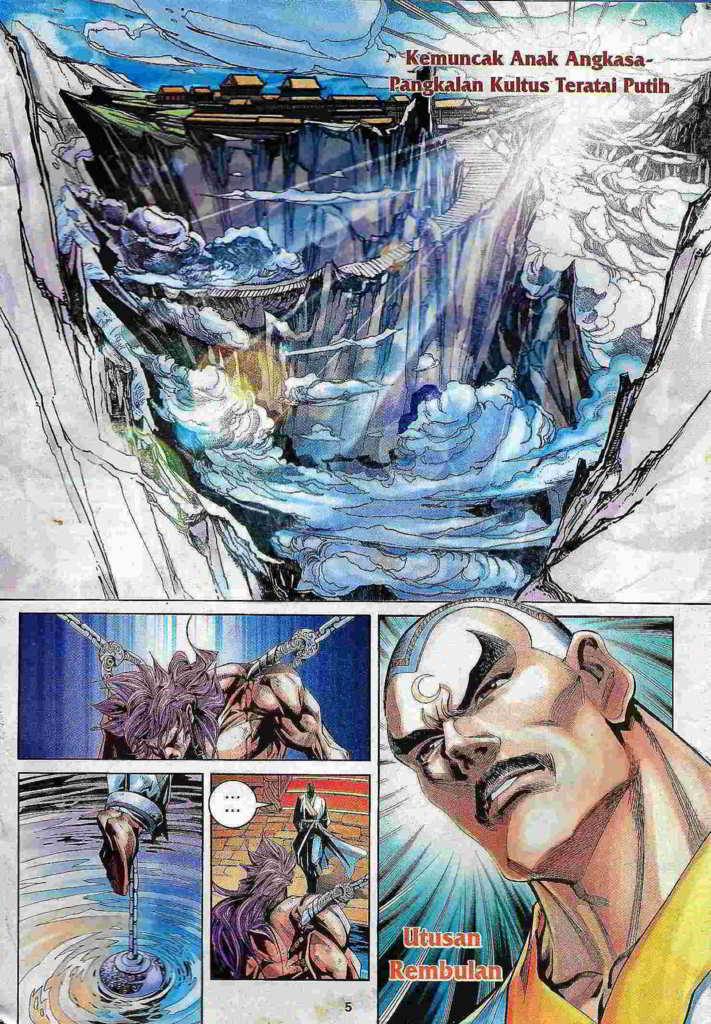 Kemuncak Anak Angkasa-
Pangkalan Kultus Teratai Putih
...
...
Utusan
Rembulan
5